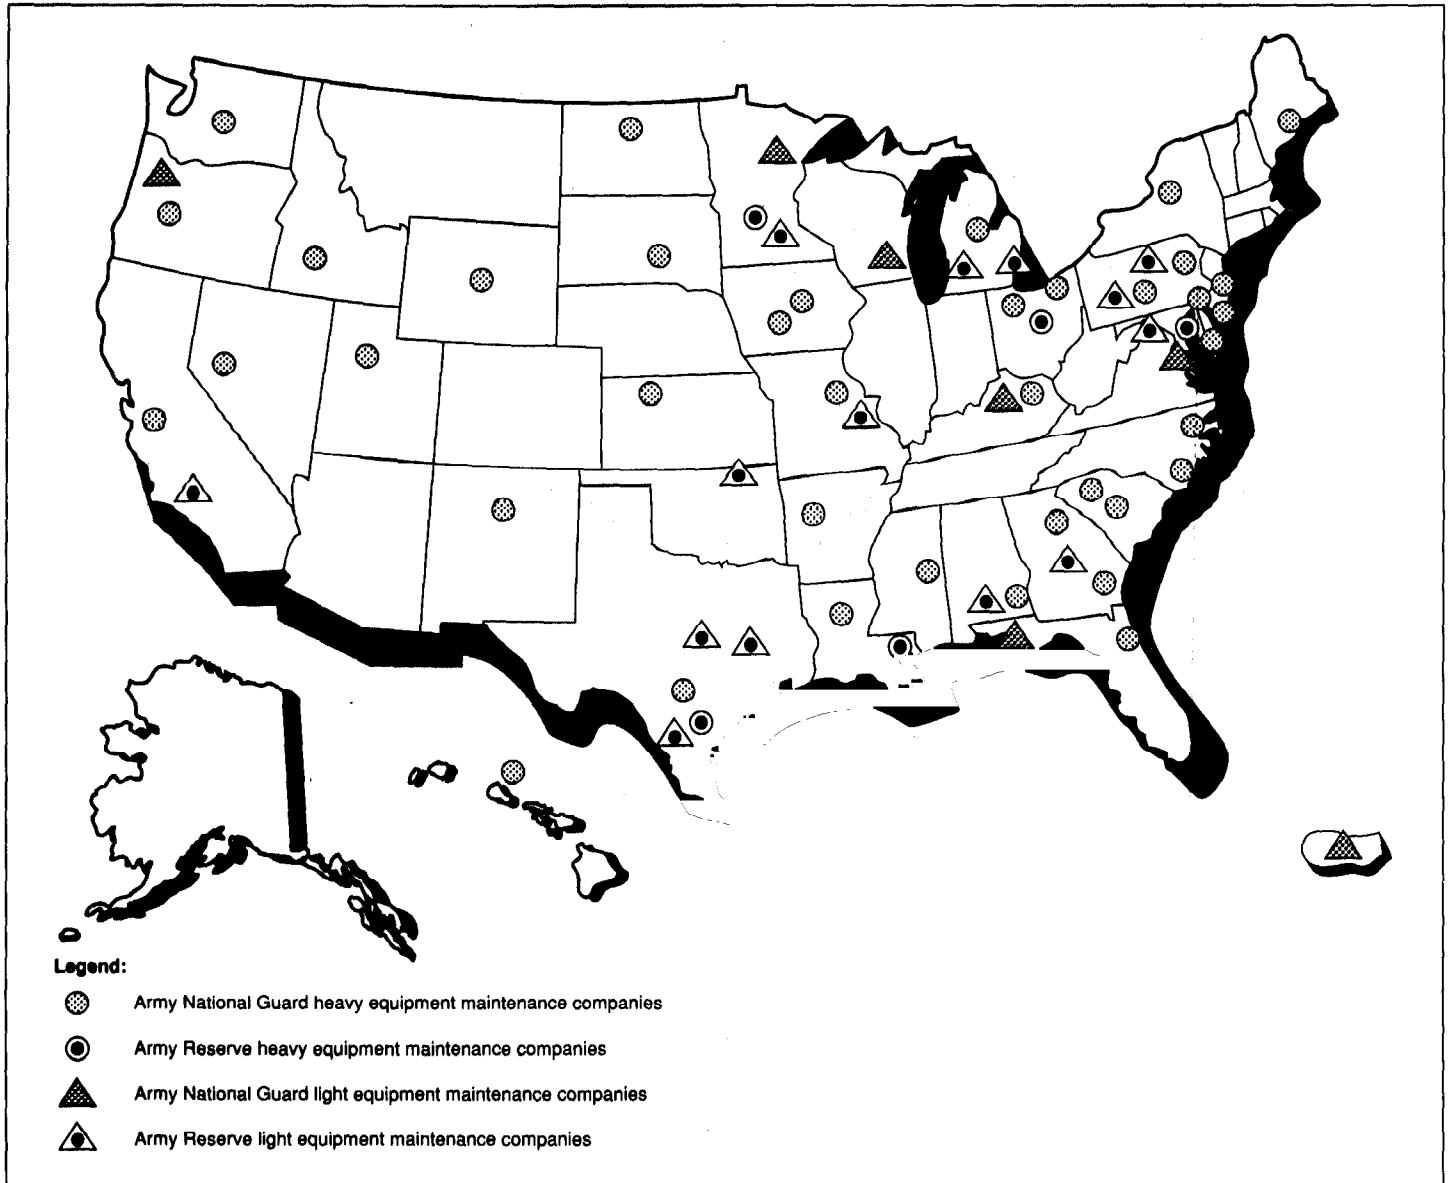 Legend:
Army National Guard heavy equipment maintenance companies
Army Reserve heavy equipment maintenance companies
Army National Guard light equipment maintenance companies
Army Reserve light equipment maintenance companies